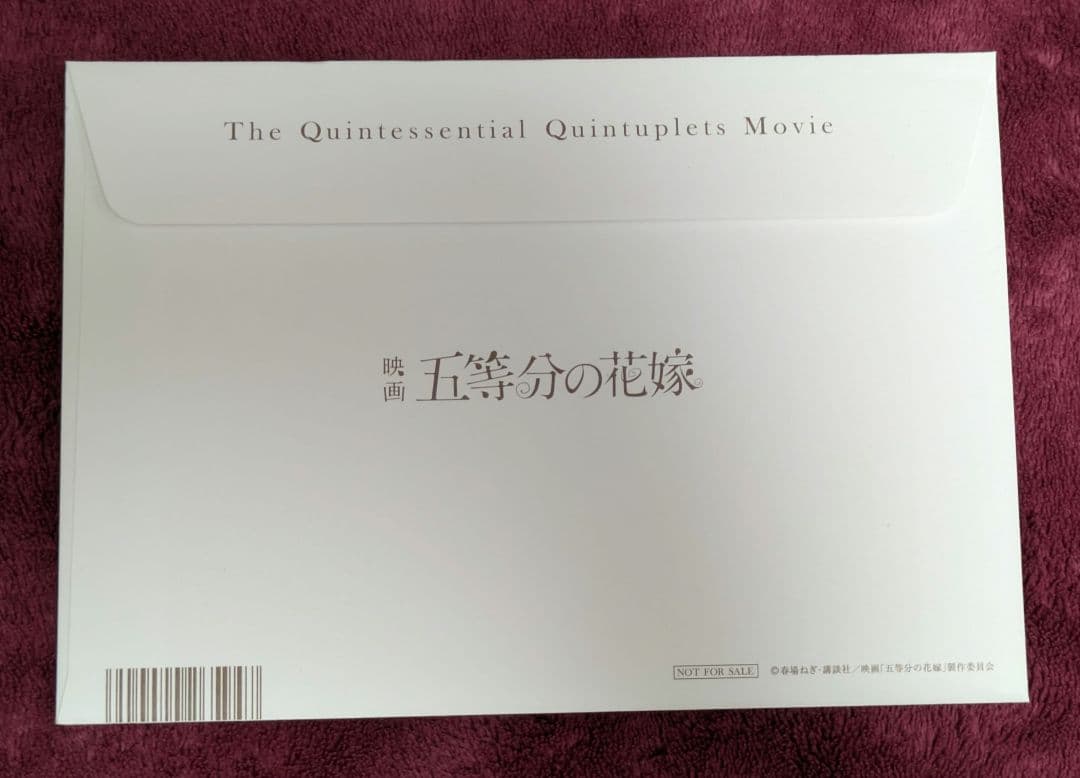 The Quintessential Quintuplets Movie
映画 五等分の花嫁
NOT FOR SALE ©春場ねぎ・講談社／映画「五等分の花嫁」製作委員会